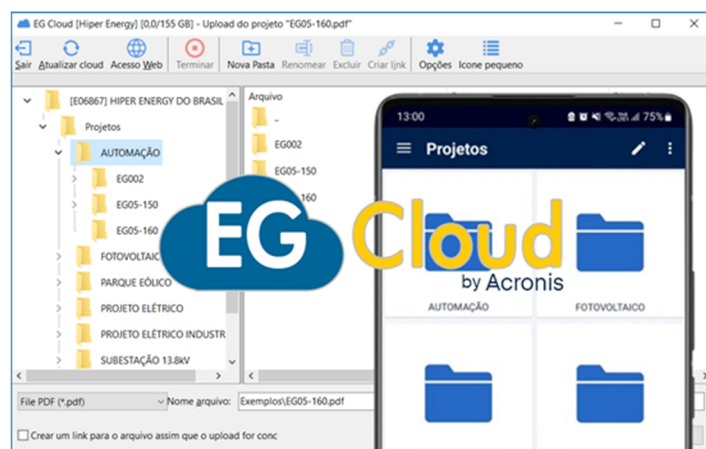 EG Cloud [Hiper Energy] [0,0/155 GB] - Upload do projeto "EG05-160.pdf"
Sair Atualizar cloud Acesso Web Terminar Nova Pasta Renomear Excluir Criar link Opções Icone pequeno
[E06867] HIPER ENERGY DO BRASIL
Projetos
AUTOMAÇÃO
EG002
EG05-150
EG05-160
FOTOVOLTAIC
PARQUE EÓLICO
PROJETO ELÉTRICO
PROJETO ELÉTRICO INDUSTR
SUBESTAÇÃO 13.8kV
Arquivo
..
EG002
EG05-150
160
13:00 75%
Projetos
AUTOMAÇÃO FOTOVOLTAICO
EG Cloud
by Acronis
File PDF (*.pdf) Nome arquivo: Exemplos\EG05-160.pdf
Crear um link para o arquivo assim que o upload for conc